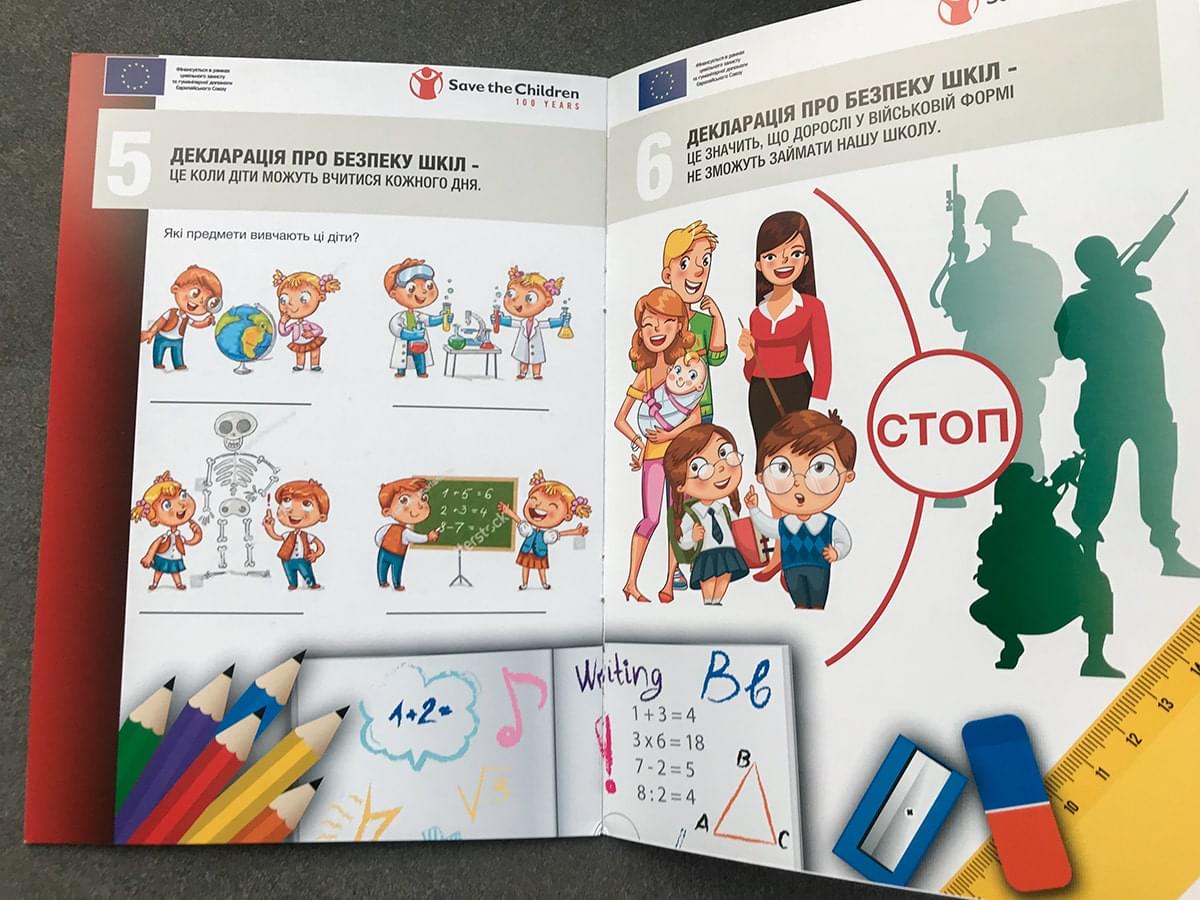 Фінансується в рамках
цивільного захисту
та гуманітарної допомоги
Європейського Союзу
Save the Children
100 YEARS
5
ДЕКЛАРАЦІЯ ПРО БЕЗПЕКУ ШКІЛ -
ЦЕ КОЛИ ДІТИ МОЖУТЬ ВЧИТИСЯ КОЖНОГО ДНЯ.
Які предмети вивчають ці діти?
1+5=6
2·3=4
8-7=
1+2=
√3
Фінансується в рамках
цивільного захисту
та гуманітарної допомоги
Європейського Союзу
6
ДЕКЛАРАЦІЯ ПРО БЕЗПЕКУ ШКІЛ -
ЦЕ ЗНАЧИТЬ, ЩО ДОРОСЛІ У ВІЙСЬКОВІЙ ФОРМІ
НЕ ЗМОЖУТЬ ЗАЙМАТИ НАШУ ШКОЛУ.
СТОП
Writing
Вв
!
1+3=4
3x6=18
7-2=5
8:2=4
B
A
C
10 11 12 13 14